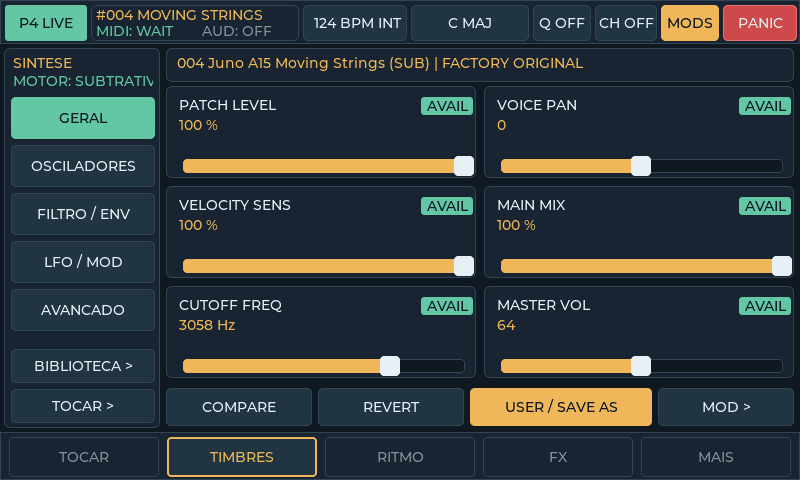 P4 LIVE
#004 MOVING STRINGS
MIDI: WAIT AUD: OFF
124 BPM INT
C MAJ
Q OFF
CH OFF
MODS
PANIC
SINTESE
MOTOR: SUBTRATIV
GERAL
OSCILADORES
FILTRO / ENV
LFO / MOD
AVANCADO
BIBLIOTECA >
TOCAR >
004 Juno A15 Moving Strings (SUB) | FACTORY ORIGINAL
PATCH LEVEL
AVAIL
100 %
VOICE PAN
AVAIL
0
VELOCITY SENS
AVAIL
100 %
MAIN MIX
AVAIL
100 %
CUTOFF FREQ
AVAIL
3058 Hz
MASTER VOL
AVAIL
64
COMPARE
REVERT
USER / SAVE AS
MOD >
TOCAR
TIMBRES
RITMO
FX
MAIS